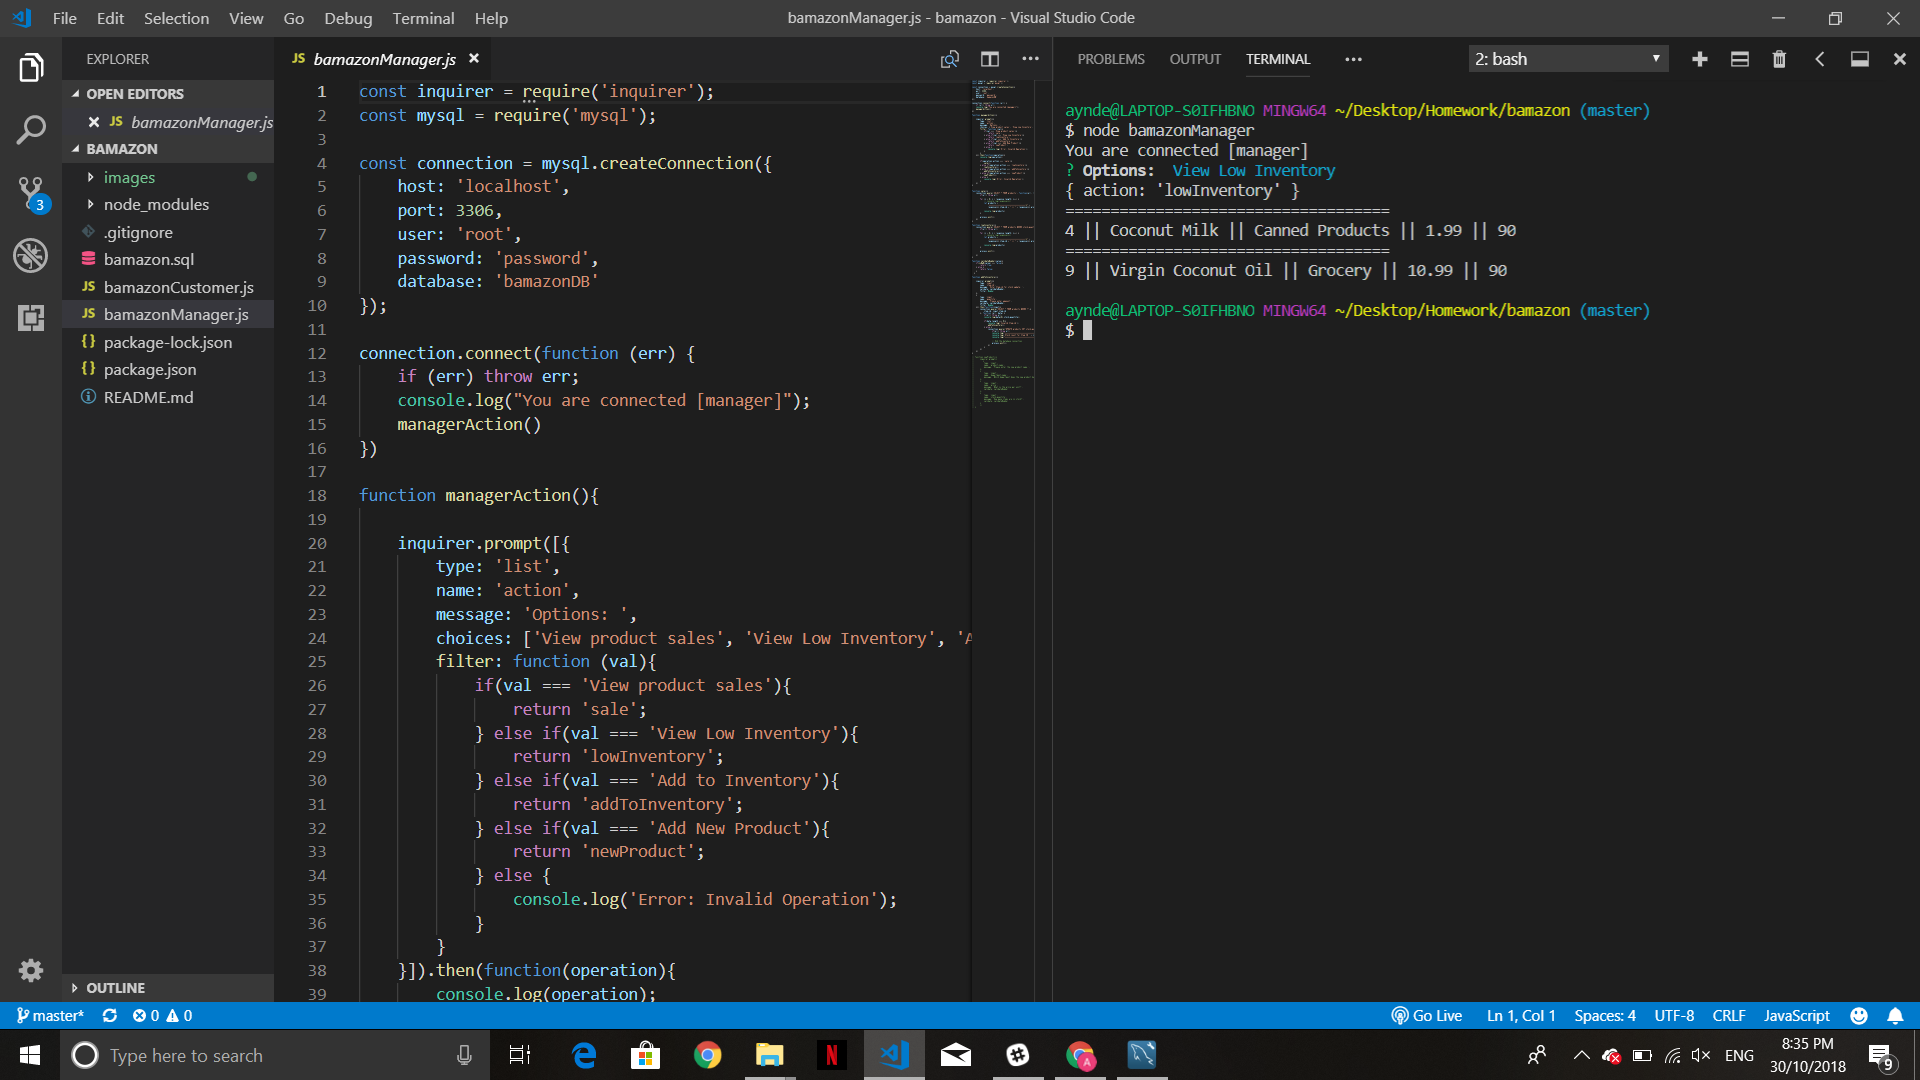 File Edit Selection View Go Debug Terminal Help
bamazonManager.js - bamazon - Visual Studio Code
EXPLORER
OPEN EDITORS
JS bamazonManager.js
BAMAZON
images
node_modules
.gitignore
bamazon.sql
JS bamazonCustomer.js
JS bamazonManager.js
{} package-lock.json
{} package.json
README.md
OUTLINE
3
JS bamazonManager.js
1 const inquirer = require('inquirer');
2 const mysql = require('mysql');
3
4 const connection = mysql.createConnection({
5 host: 'localhost',
6 port: 3306,
7 user: 'root',
8 password: 'password',
9 database: 'bamazonDB'
10 });
11
12 connection.connect(function (err) {
13 if (err) throw err;
14 console.log("You are connected [manager]");
15 managerAction()
16 })
17
18 function managerAction(){
19
20 inquirer.prompt([{
21 type: 'list',
22 name: 'action',
23 message: 'Options: ',
24 choices: ['View product sales', 'View Low Inventory', 'A
25 filter: function (val){
26 if(val === 'View product sales'){
27 return 'sale';
28 } else if(val === 'View Low Inventory'){
29 return 'lowInventory';
30 } else if(val === 'Add to Inventory'){
31 return 'addToInventory';
32 } else if(val === 'Add New Product'){
33 return 'newProduct';
34 } else {
35 console.log('Error: Invalid Operation');
36 }
37 }
38 }]).then(function(operation){
39 console.log(operation);
PROBLEMS OUTPUT TERMINAL ••• 2: bash
aynde@LAPTOP-S0IFHBNO MINGW64 ~/Desktop/Homework/bamazon (master)
$ node bamazonManager
You are connected [manager]
? Options: View Low Inventory
{ action: 'lowInventory' }
====================================
4 || Coconut Milk || Canned Products || 1.99 || 90
====================================
9 || Virgin Coconut Oil || Grocery || 10.99 || 90
aynde@LAPTOP-S0IFHBNO MINGW64 ~/Desktop/Homework/bamazon (master)
$
master* 0 0 Go Live Ln 1, Col 1 Spaces: 4 UTF-8 CRLF JavaScript
Type here to search
ENG
8:35 PM
30/10/2018
9